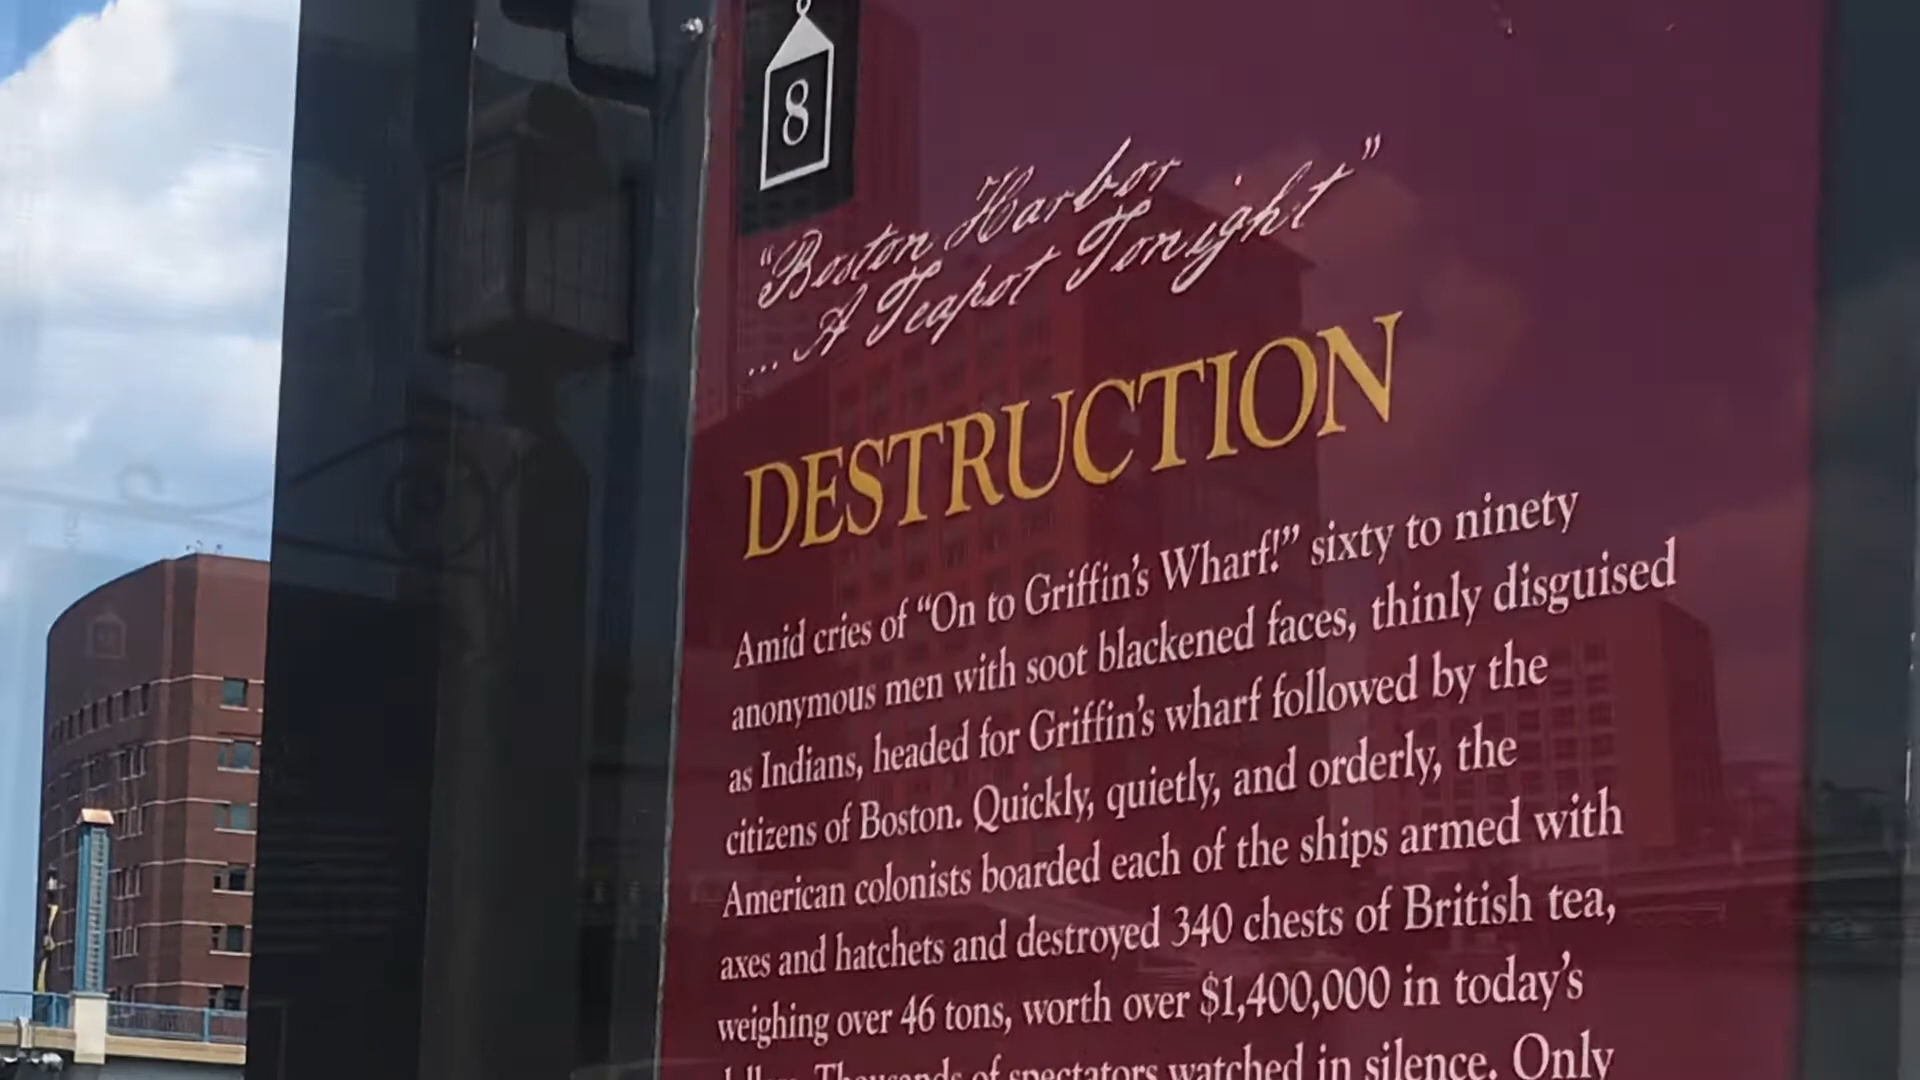 8
“Boston Harbor
... A Teapot Tonight”
DESTRUCTION
Amid cries of “On to Griffin’s Wharf!” sixty to ninety
anonymous men with soot blackened faces, thinly disguised
as Indians, headed for Griffin’s wharf followed by the
citizens of Boston. Quickly, quietly, and orderly, the
American colonists boarded each of the ships armed with
axes and hatchets and destroyed 340 chests of British tea,
weighing over 46 tons, worth over $1,400,000 in today’s
Thousands of spectators watched in silence. Only